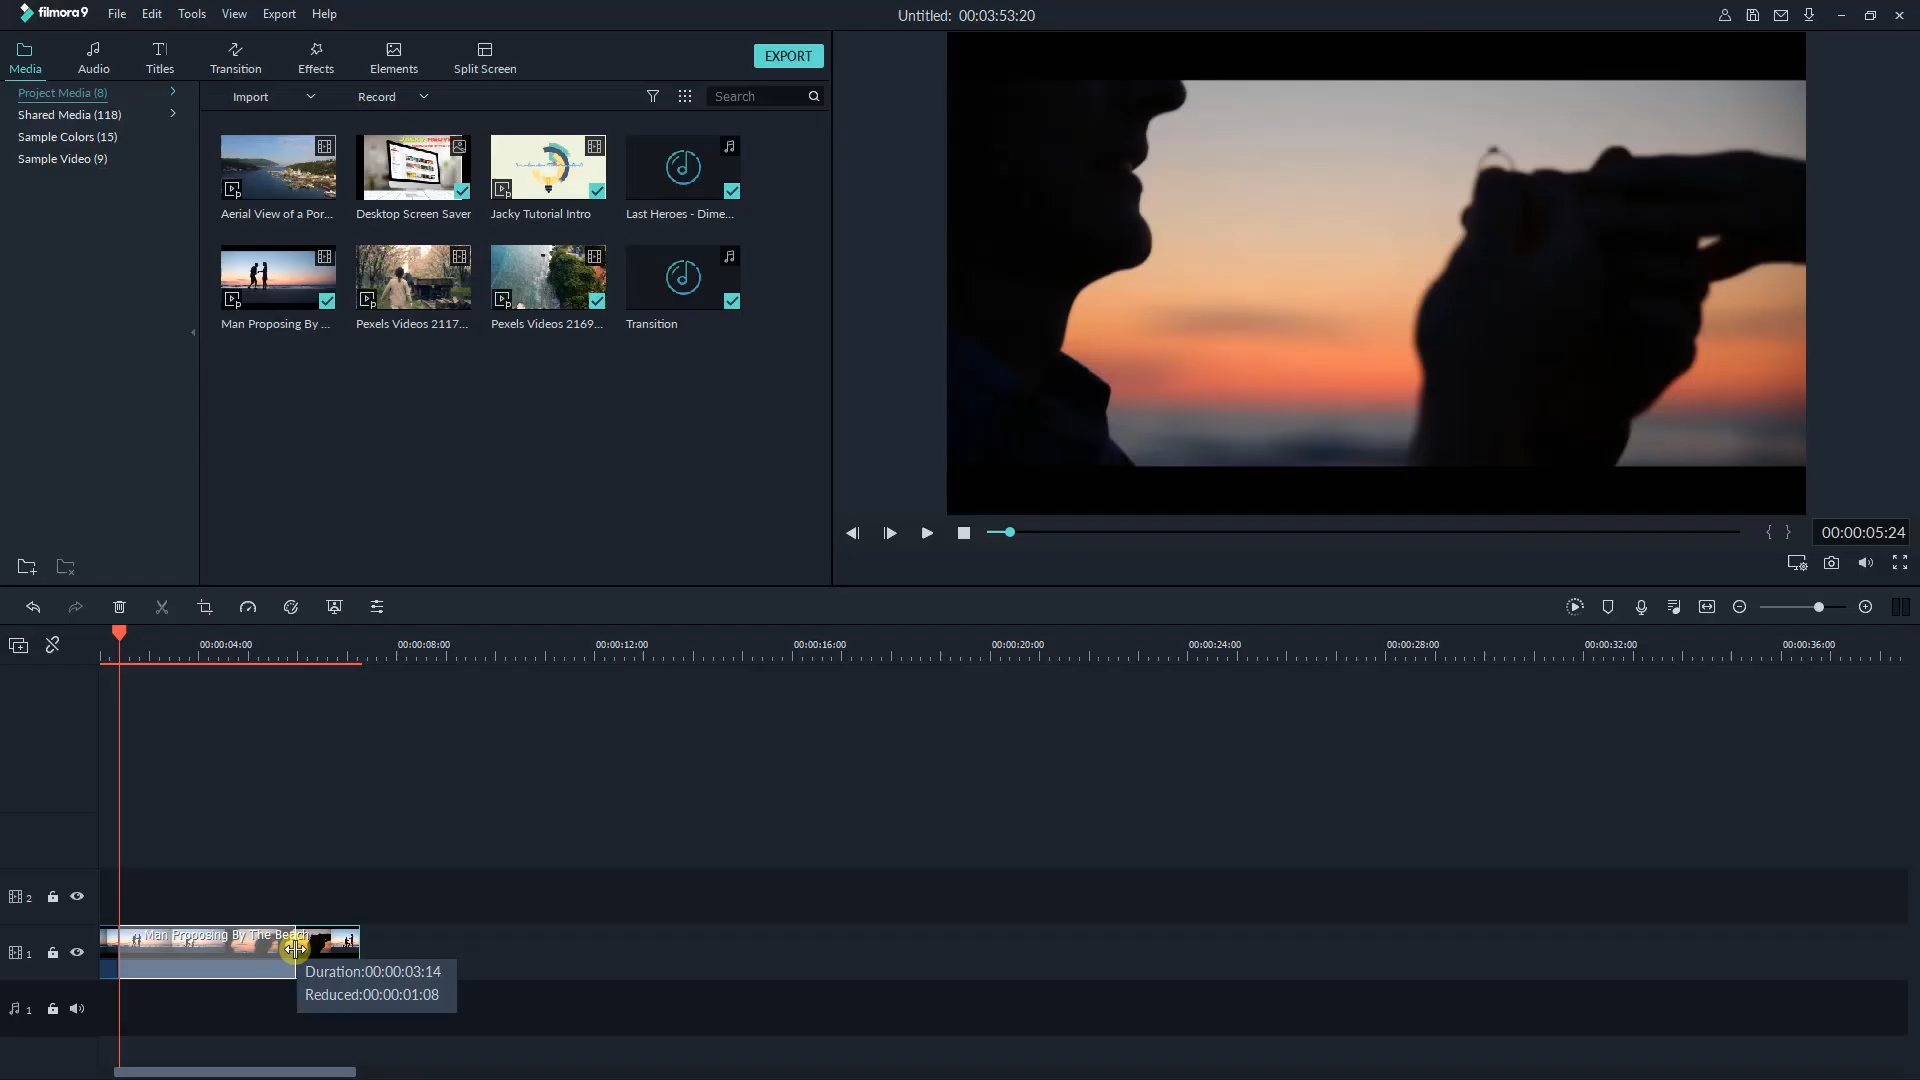 filmora9 File Edit Tools View Export Help
Untitled: 00:03:53:20
Media Audio Titles Transition Effects Elements Split Screen
EXPORT
Project Media (8)
Shared Media (118)
Sample Colors (15)
Sample Video (9)
Import Record Search
Aerial View of a Por... Desktop Screen Saver Jacky Tutorial Intro Last Heroes - Dime...
Man Proposing By ... Pexels Videos 2117... Pexels Videos 2169... Transition
00:00:05:24
00:00:04:00 00:00:08:00 00:00:12:00 00:00:16:00 00:00:20:00 00:00:24:00 00:00:28:00 00:00:32:00 00:00:36:00
2
Man Proposing By The Beach
1
Duration:00:00:03:14
Reduced:00:00:01:08
1